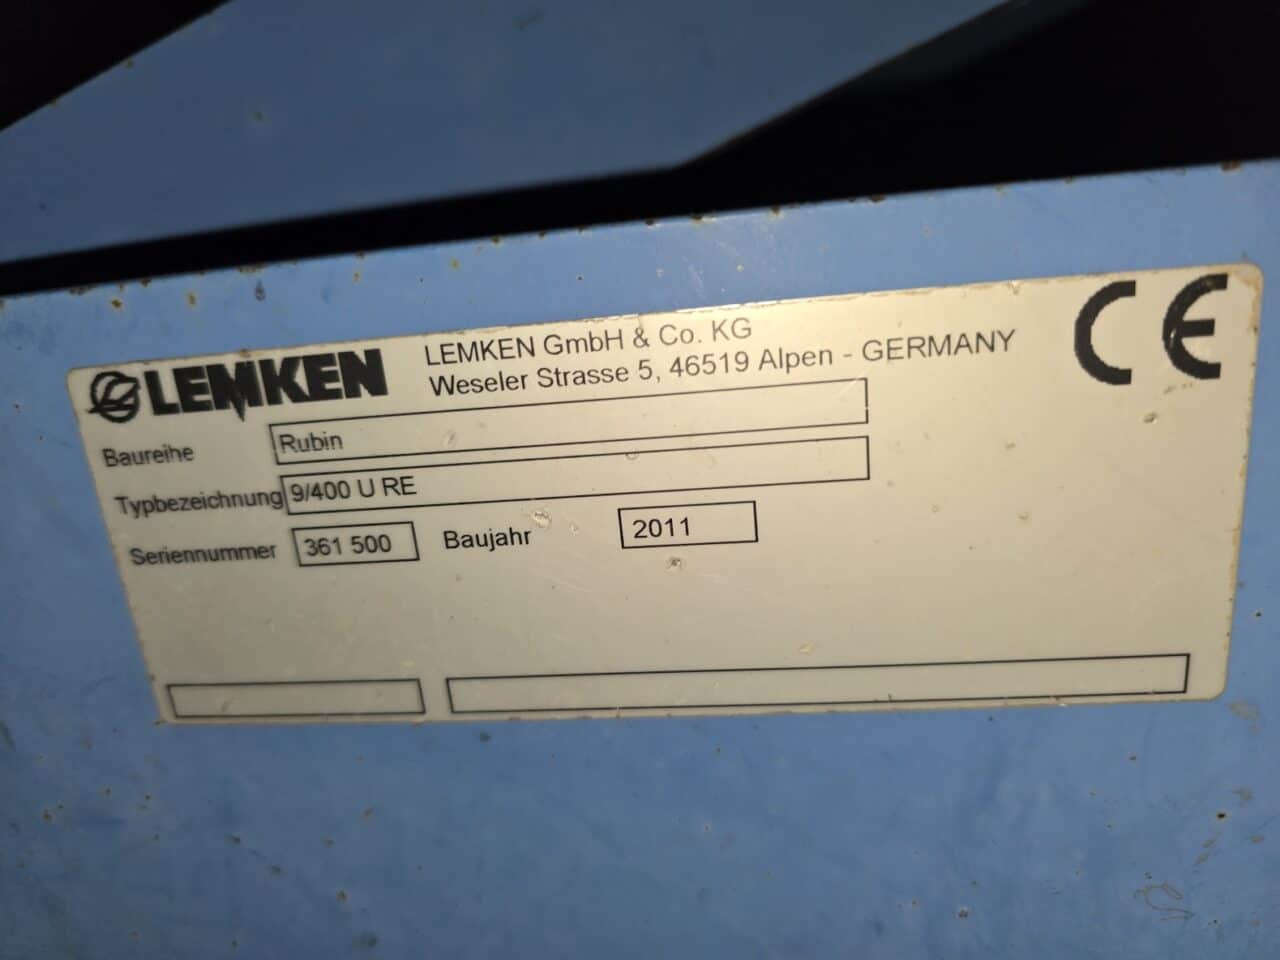 LEMKEN
LEMKEN GmbH & Co. KG
Weseler Strasse 5, 46519 Alpen - GERMANY
CE
Baureihe Rubin
Typbezeichnung 9/400 U RE
Seriennummer 361 500 Baujahr 2011